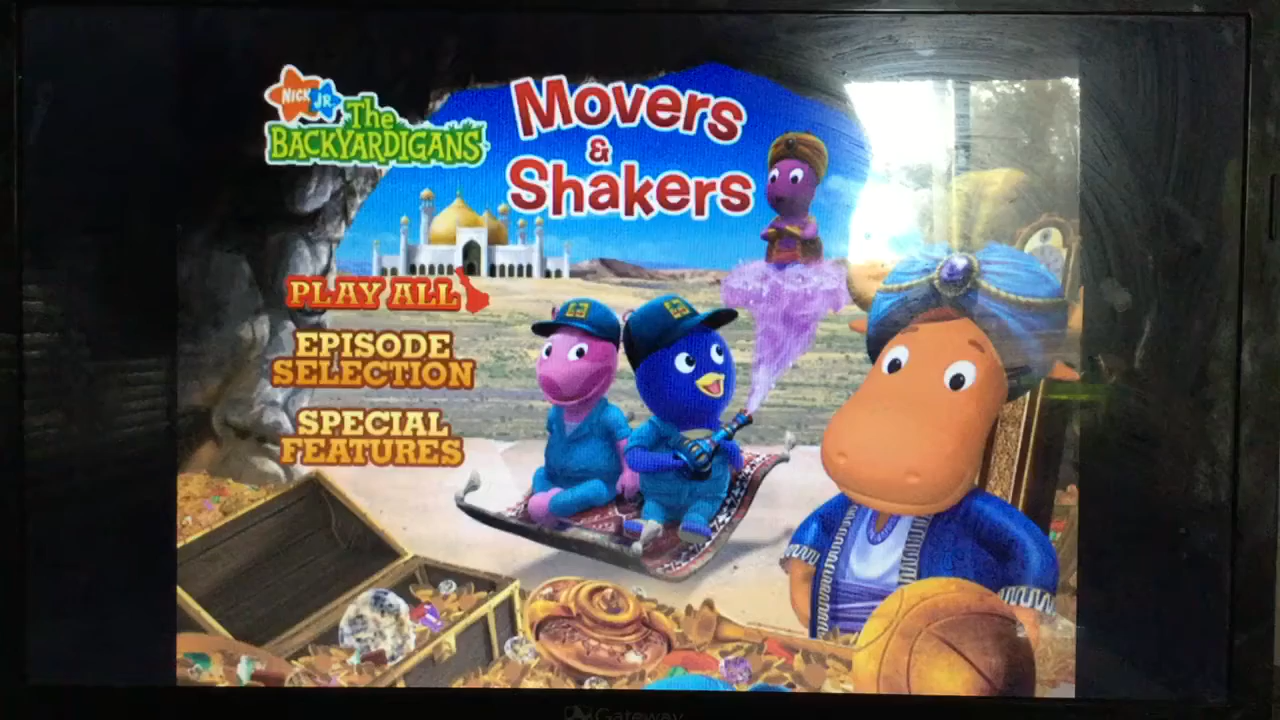 NICK JR.
The
BACKYARDIGANS
Movers
&
Shakers
PLAY ALL
EPISODE
SELECTION
SPECIAL
FEATURES
Gateway